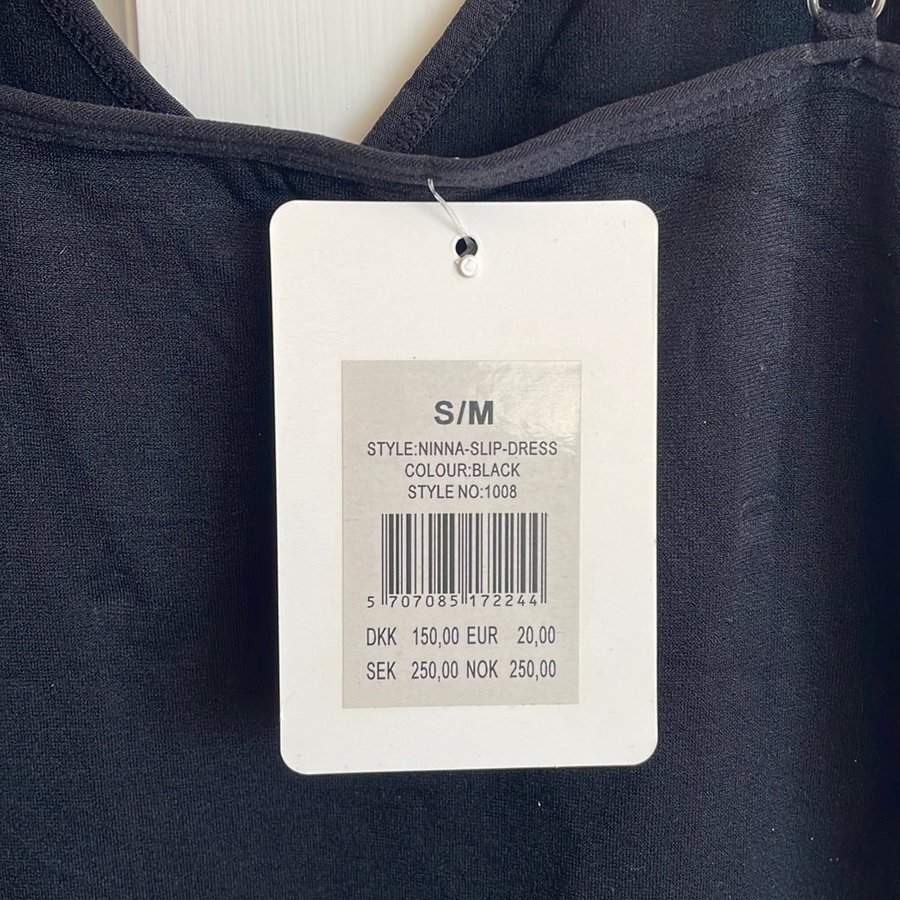 S/M
STYLE:NINNA-SLIP-DRESS
COLOUR:BLACK
STYLE NO:1008
5 707085 172244
DKK 150,00 EUR 20,00
SEK 250,00 NOK 250,00